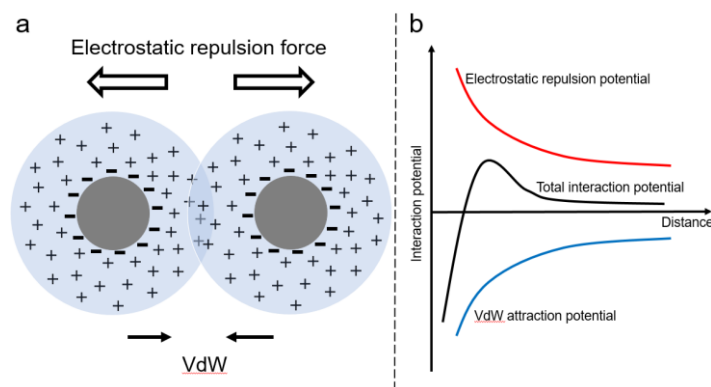 a
Electrostatic repulsion force
VdW
b
Interaction potential
Electrostatic repulsion potential
Total interaction potential
Distance
VdW attraction potential